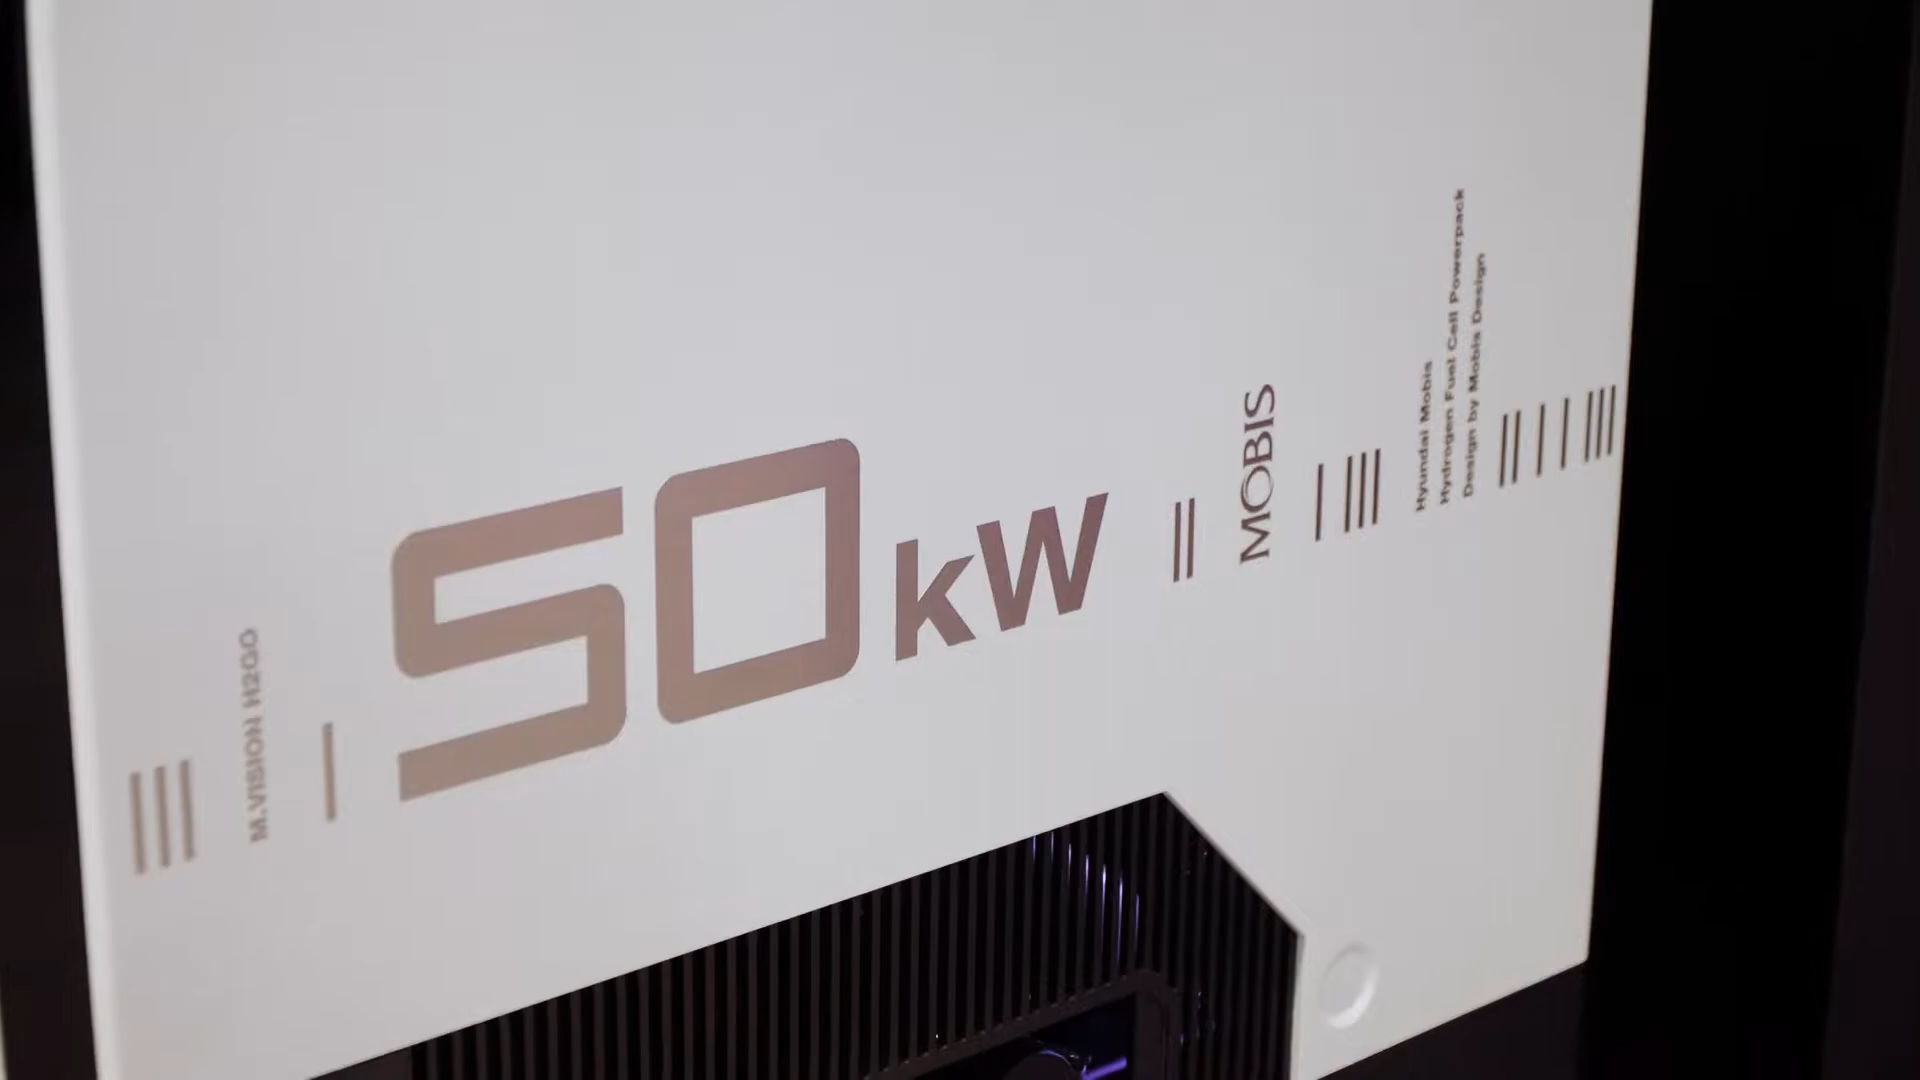 M.VISION H2GO
50kW
MOBIS
Hyundai Mobis
Hydrogen Fuel Cell Powerpack
Design by Mobis Design